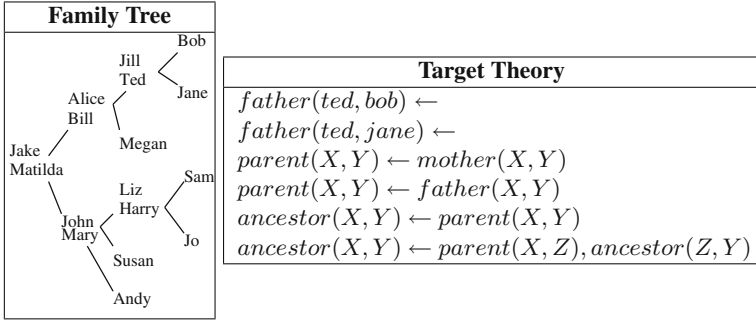 Family Tree
Bob
Jill
Ted
Jane
Alice
Bill
Megan
Jake
Matilda
Sam
Liz
Harry
John
Mary
Jo
Susan
Andy
Target Theory
father(ted, bob) ←
father(ted, jane) ←
parent(X, Y) ← mother(X, Y)
parent(X, Y) ← father(X, Y)
ancestor(X, Y) ← parent(X, Y)
ancestor(X, Y) ← parent(X, Z), ancestor(Z, Y)